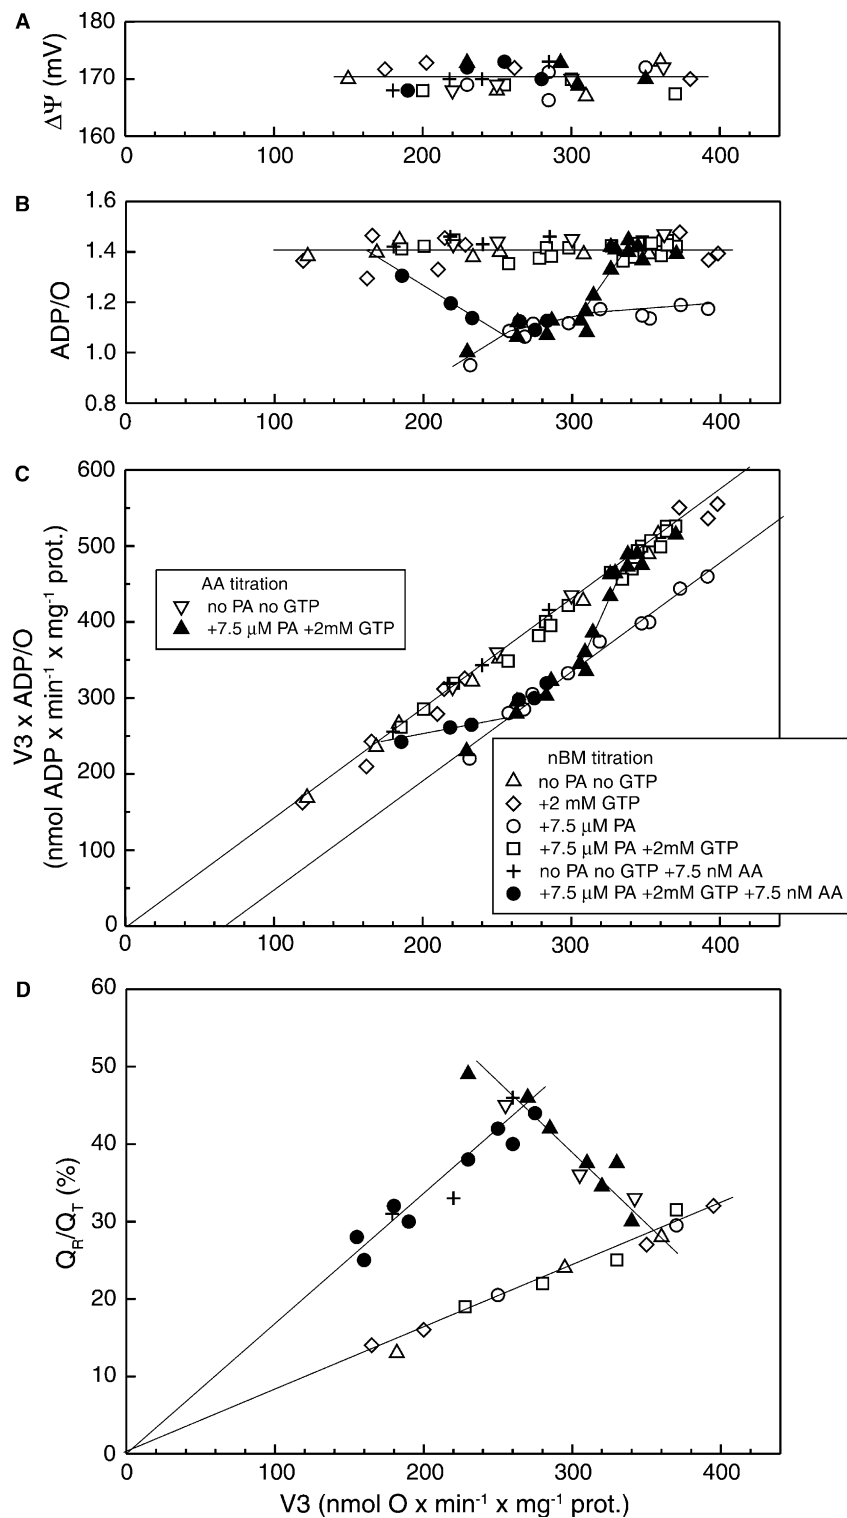 A
ΔΨ (mV)
180
170
160
0
100
200
300
400
B
ADP/O
1.6
1.4
1.2
1.0
0.8
0
100
200
300
400
C
V3 x ADP/O
(nmol ADP x min⁻¹ x mg⁻¹ prot.)
600
500
400
300
200
100
0
0
100
200
300
400
AA titration
no PA no GTP
+7.5 μM PA +2mM GTP
nBM titration
no PA no GTP
+2 mM GTP
+7.5 μM PA
+7.5 μM PA +2mM GTP
no PA no GTP +7.5 nM AA
+7.5 μM PA +2mM GTP +7.5 nM AA
D
Q_R/Q_T (%)
60
50
40
30
20
10
0
0
100
200
300
400
V3 (nmol O x min⁻¹ x mg⁻¹ prot.)